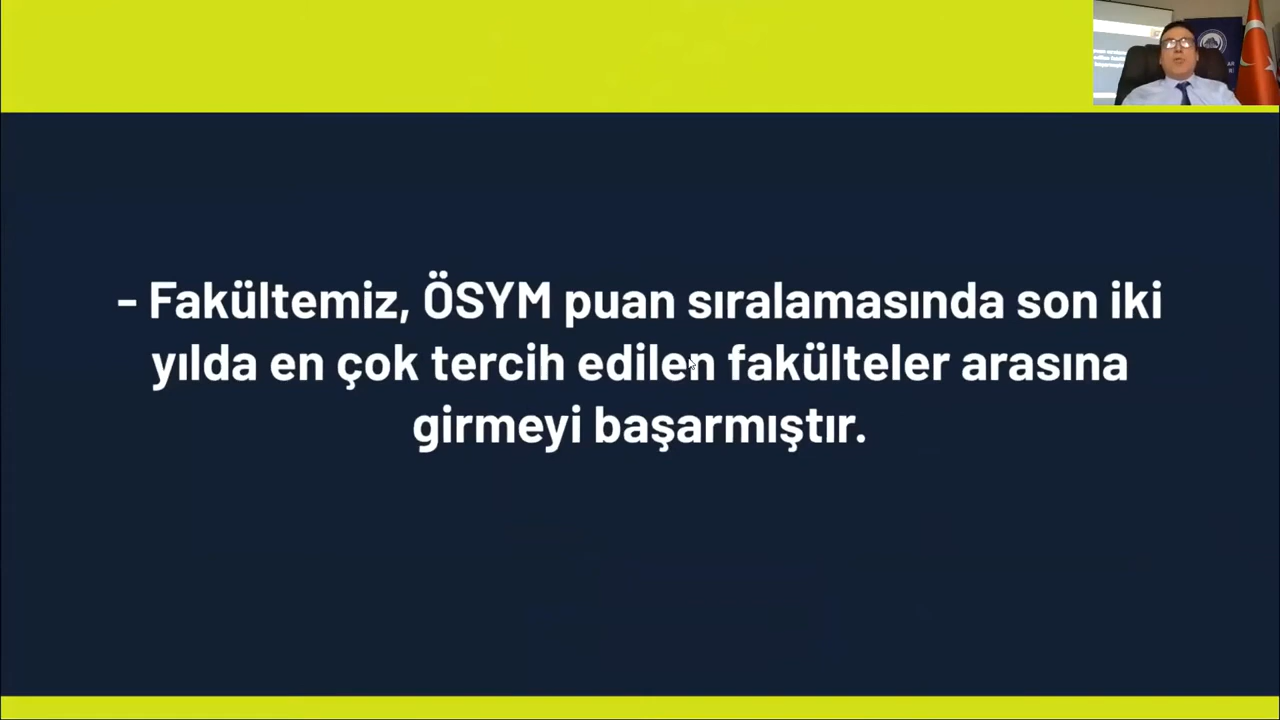 - Fakültemiz, ÖSYM puan sıralamasında son iki
yılda en çok tercih edilen fakülteler arasına
girmeyi başarmıştır.